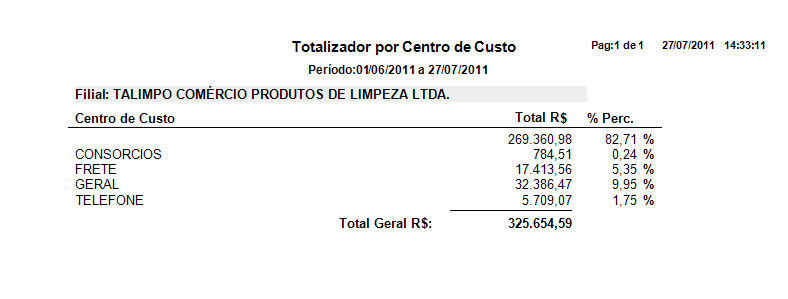 Totalizador por Centro de Custo Pag:1 de 1 27/07/2011 14:33:11
Período:01/06/2011 a 27/07/2011
Filial: TALIMPO COMÉRCIO PRODUTOS DE LIMPEZA LTDA.
Centro de Custo Total R$ % Perc.
269.360,98 82,71 %
CONSORCIOS 784,51 0,24 %
FRETE 17.413,56 5,35 %
GERAL 32.386,47 9,95 %
TELEFONE 5.709,07 1,75 %
Total Geral R$: 325.654,59